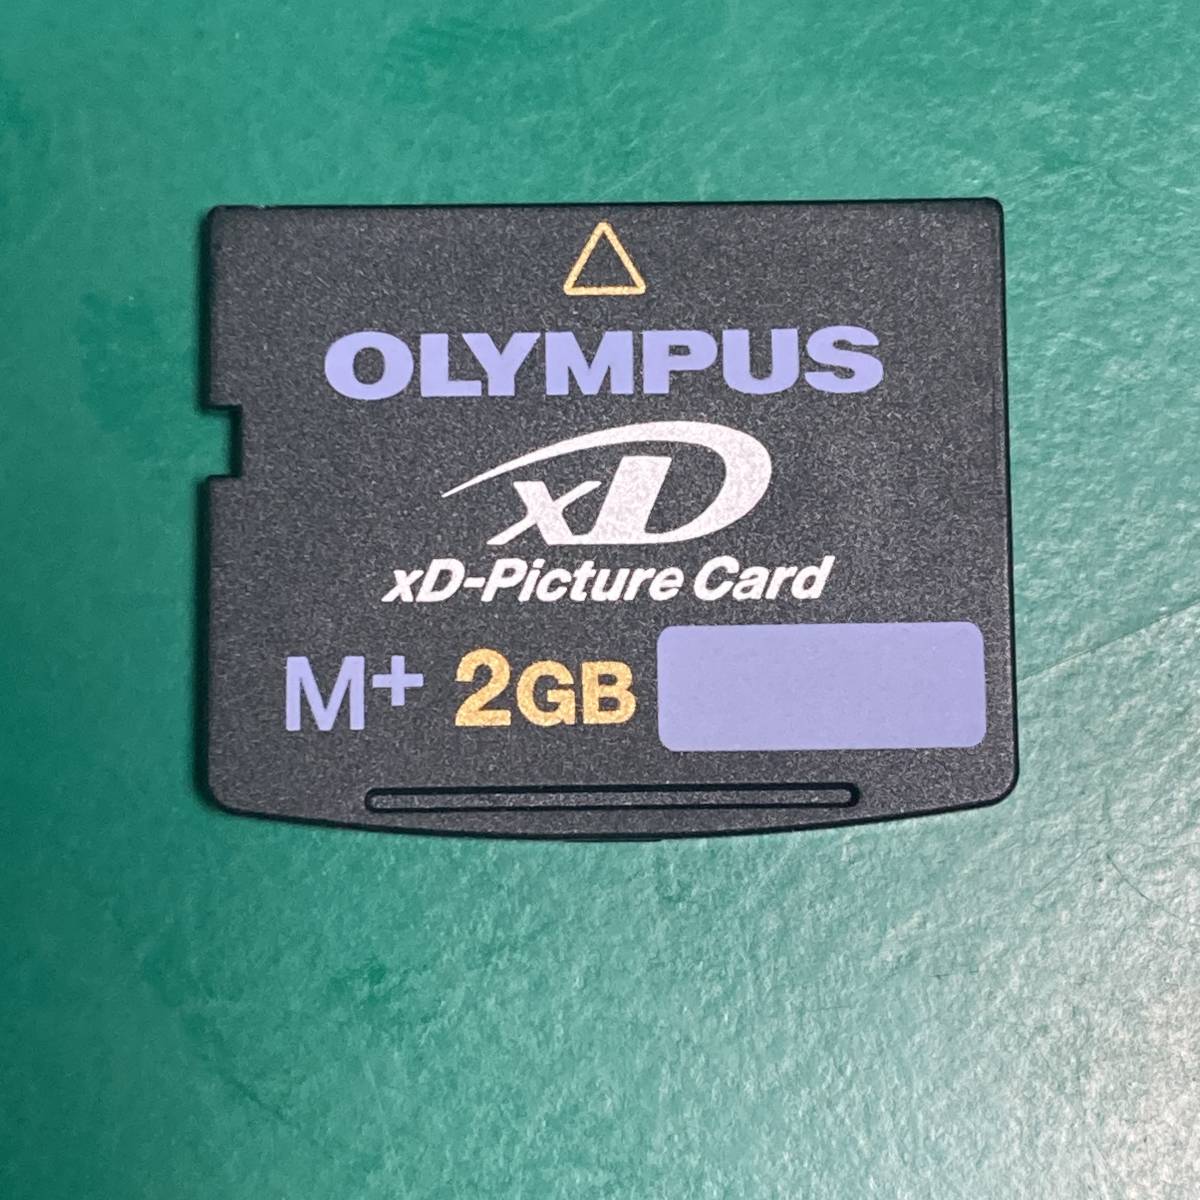 OLYMPUS
xD
xD-Picture Card
M+ 2GB